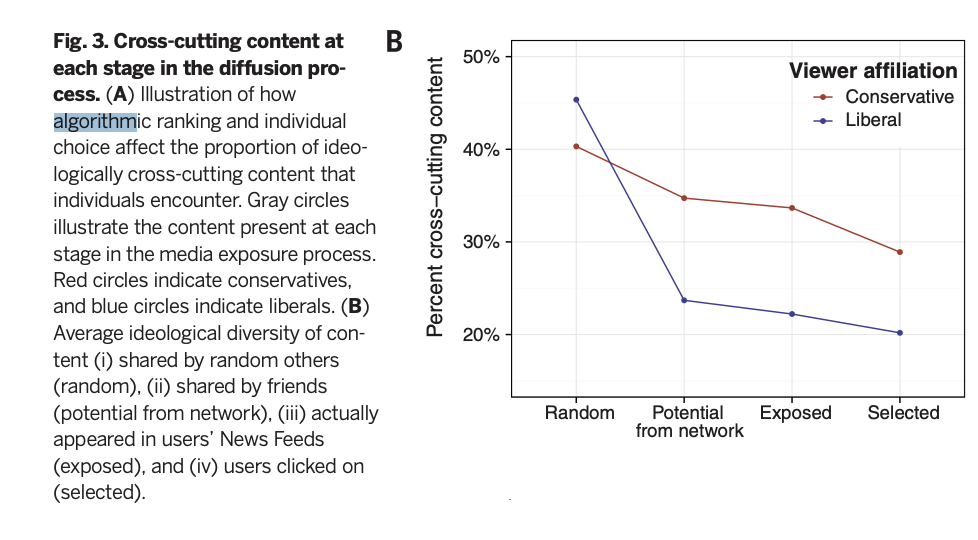 Fig. 3. Cross-cutting content at
each stage in the diffusion pro-
cess. (A) Illustration of how
algorithmic ranking and individual
choice affect the proportion of ideo-
logically cross-cutting content that
individuals encounter. Gray circles
illustrate the content present at each
stage in the media exposure process.
Red circles indicate conservatives,
and blue circles indicate liberals. (B)
Average ideological diversity of con-
tent (i) shared by random others
(random), (ii) shared by friends
(potential from network), (iii) actually
appeared in users’ News Feeds
(exposed), and (iv) users clicked on
(selected).
B
Percent cross–cutting content
50%
40%
30%
20%
Viewer affiliation
Conservative
Liberal
Random
Potential
from network
Exposed
Selected